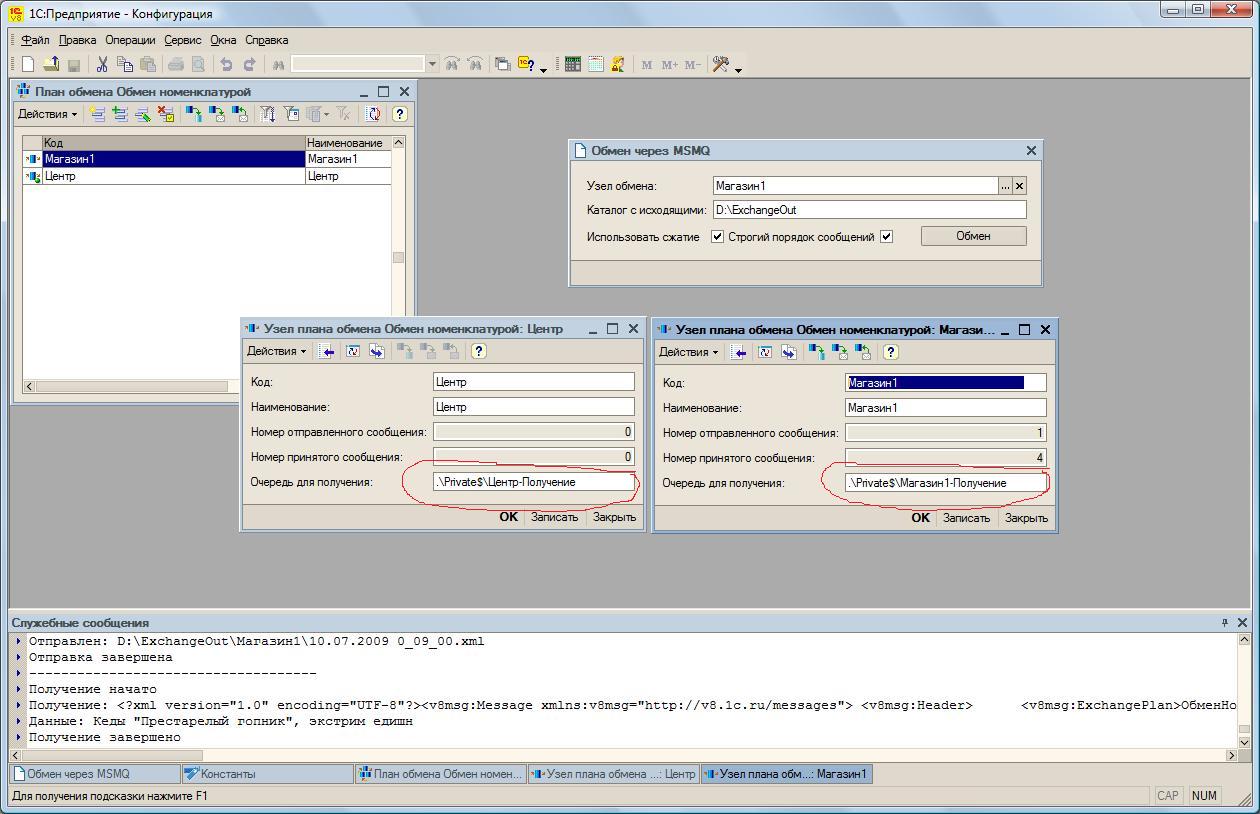 1С:Предприятие - Конфигурация
Файл Правка Операции Сервис Окна Справка
M M+ M-
План обмена Обмен номенклатурой
Действия
Код Наименование
Магазин1 Магазин1
Центр Центр
Обмен через MSMQ
Узел обмена: Магазин1
Каталог с исходящими: D:\ExchangeOut
Использовать сжатие Строгий порядок сообщений Обмен
Узел плана обмена Обмен номенклатурой: Центр
Действия
Код: Центр
Наименование: Центр
Номер отправленного сообщения: 0
Номер принятого сообщения: 0
Очередь для получения: .\Private$\Центр-Получение
OK Записать Закрыть
Узел плана обмена Обмен номенклатурой: Магази...
Действия
Код: Магазин1
Наименование: Магазин1
Номер отправленного сообщения: 1
Номер принятого сообщения: 4
Очередь для получения: .\Private$\Магазин1-Получение
OK Записать Закрыть
Служебные сообщения
Отправлен: D:\ExchangeOut\Магазин1\10.07.2009 0_09_00.xml
Отправка завершена
------------------------------------
Получение начато
Получение: <?xml version="1.0" encoding="UTF-8"?><v8msg:Message xmlns:v8msg="http://v8.1c.ru/messages"> <v8msg:Header> <v8msg:ExchangePlan>ОбменНо
Данные: Кеды "Престарелый гопник", экстрим едишн
Получение завершено
Обмен через MSMQ Константы План обмена Обмен номен... Узел плана обмена ...: Центр Узел плана обм...: Магазин1
Для получения подсказки нажмите F1 CAP NUM